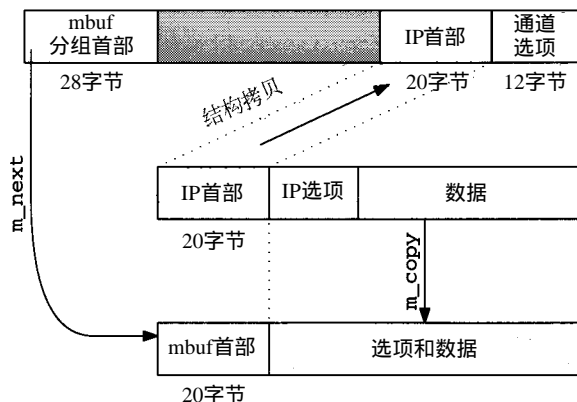 mbuf
分组首部
IP首部
通道
选项
28字节
20字节
12字节
结构拷贝
m_next
IP首部
IP选项
数据
20字节
m_copy
mbuf首部
选项和数据
20字节